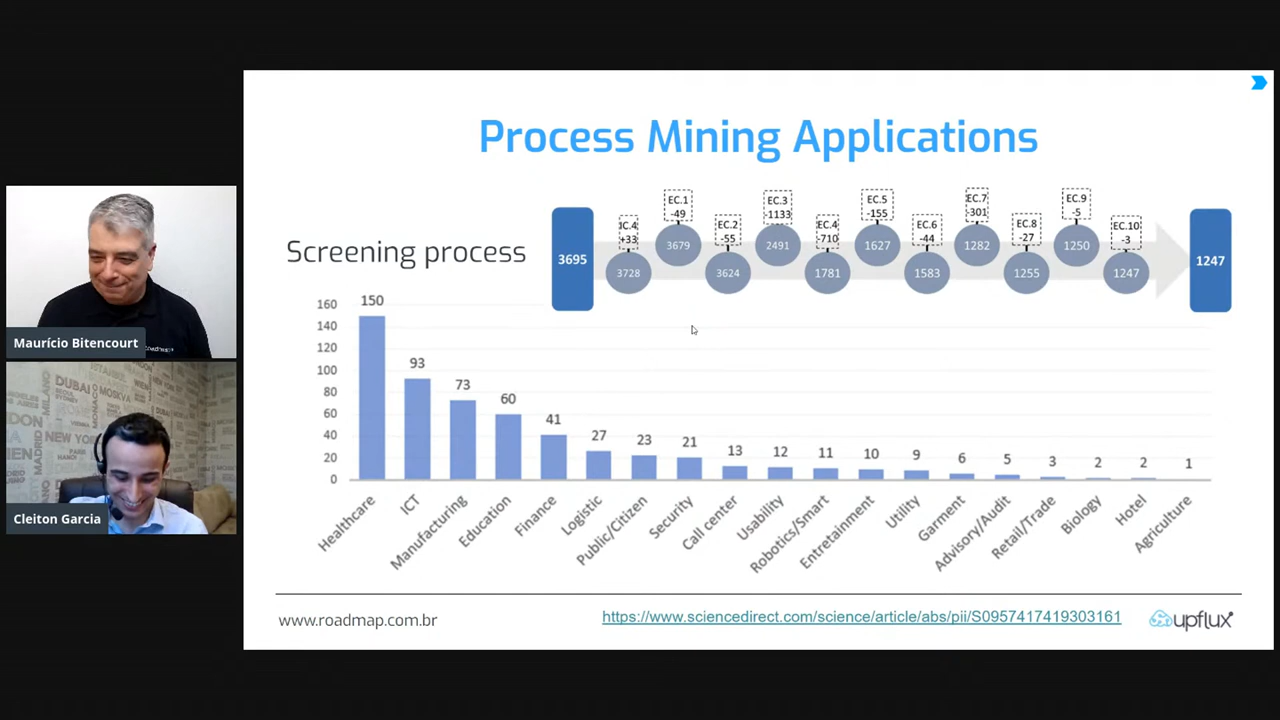 Process Mining Applications
Screening process
3695
IC.4
+33
3728
EC.1
-49
3679
EC.2
-55
3624
EC.3
-1133
2491
EC.4
-710
1781
EC.5
-155
1627
EC.6
-44
1583
EC.7
-301
1282
EC.8
-27
1255
EC.9
-5
1250
EC.10
-3
1247
1247
160
140
120
100
80
60
40
20
0
150
93
73
60
41
27
23
21
13
12
11
10
9
6
5
3
2
2
1
Healthcare
ICT
Manufacturing
Education
Finance
Logistic
Public/Citizen
Security
Call center
Usability
Robotics/Smart
Entretainment
Utility
Garment
Advisory/Audit
Retail/Trade
Biology
Hotel
Agriculture
www.roadmap.com.br
https://www.sciencedirect.com/science/article/abs/pii/S0957417419303161
upflux
Maurício Bitencourt
DUBAI
MOSKVA
MILANO
MADRID
NEW YORK
Cleiton Garcia